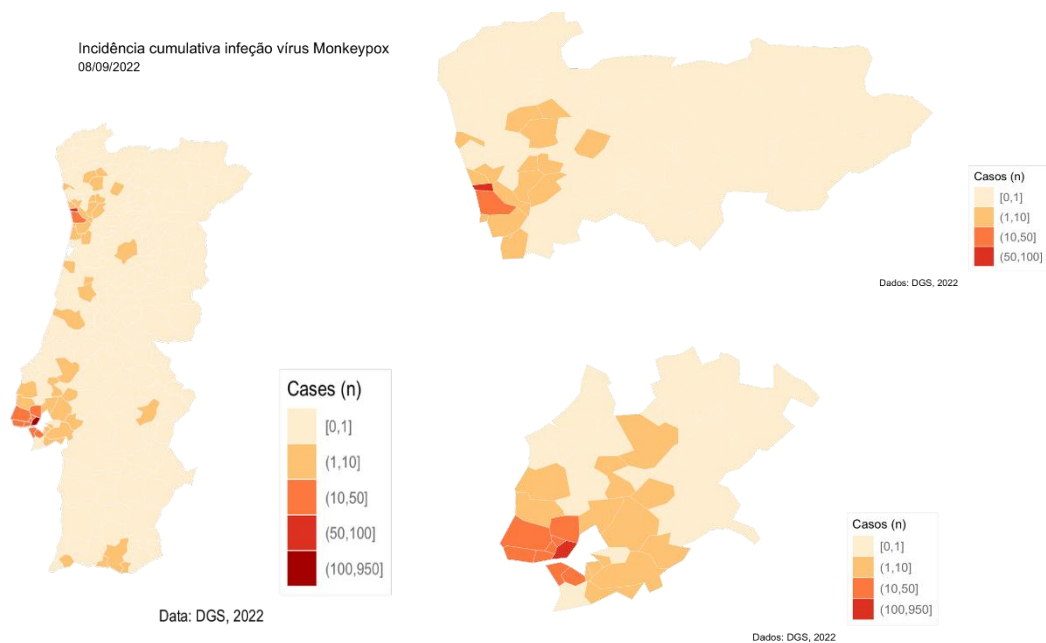 Incidência cumulativa infeção vírus Monkeypox
08/09/2022
Casos (n)
[0,1]
(1,10]
(10,50]
(50,100]
Dados: DGS, 2022
Cases (n)
[0,1]
(1,10]
(10,50]
(50,100]
(100,950]
Data: DGS, 2022
Casos (n)
[0,1]
(1,10]
(10,50]
(100,950]
Dados: DGS, 2022